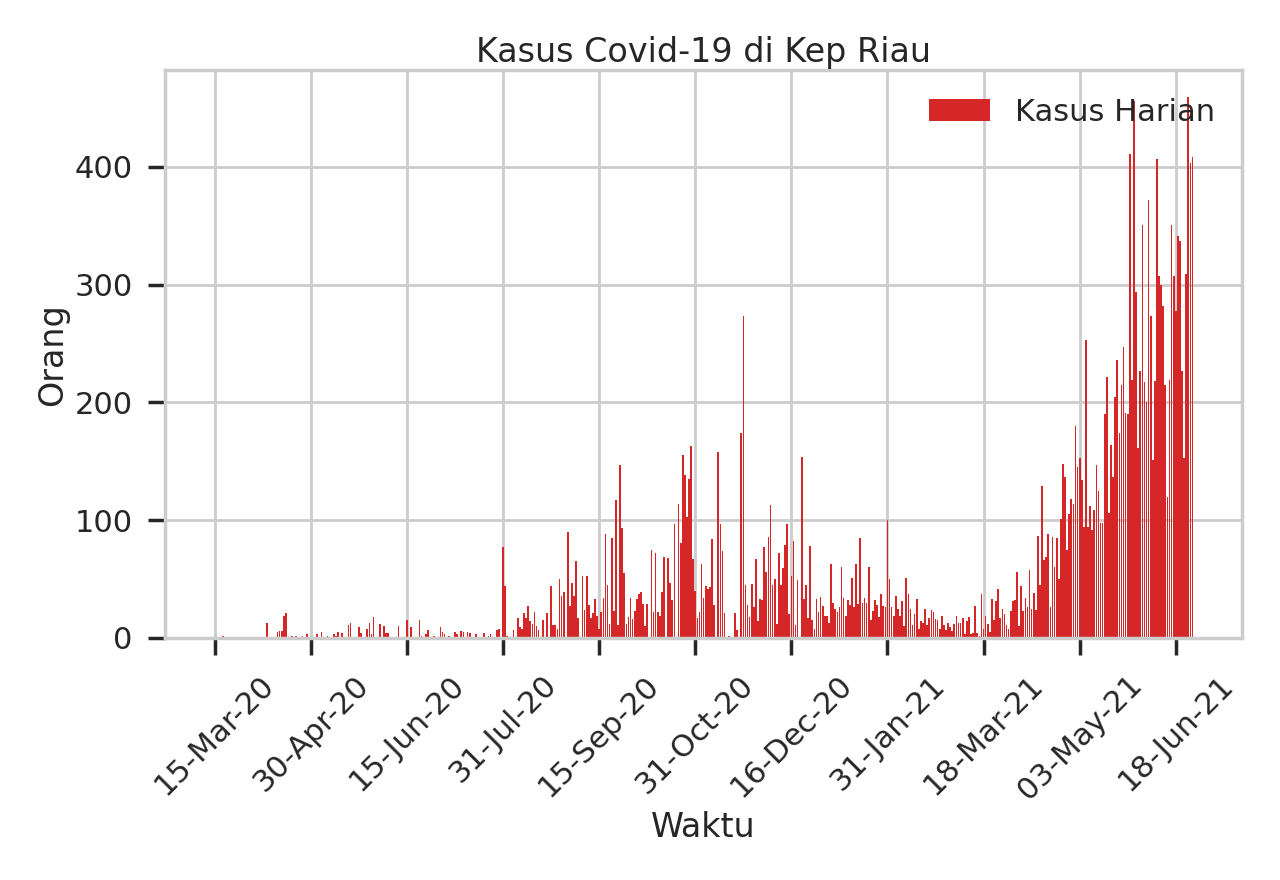 Kasus Covid-19 di Kep Riau
Kasus Harian
400
300
200
100
0
Orang
15-Mar-20
30-Apr-20
15-Jun-20
31-Jul-20
15-Sep-20
31-Oct-20
16-Dec-20
31-Jan-21
18-Mar-21
03-May-21
18-Jun-21
Waktu